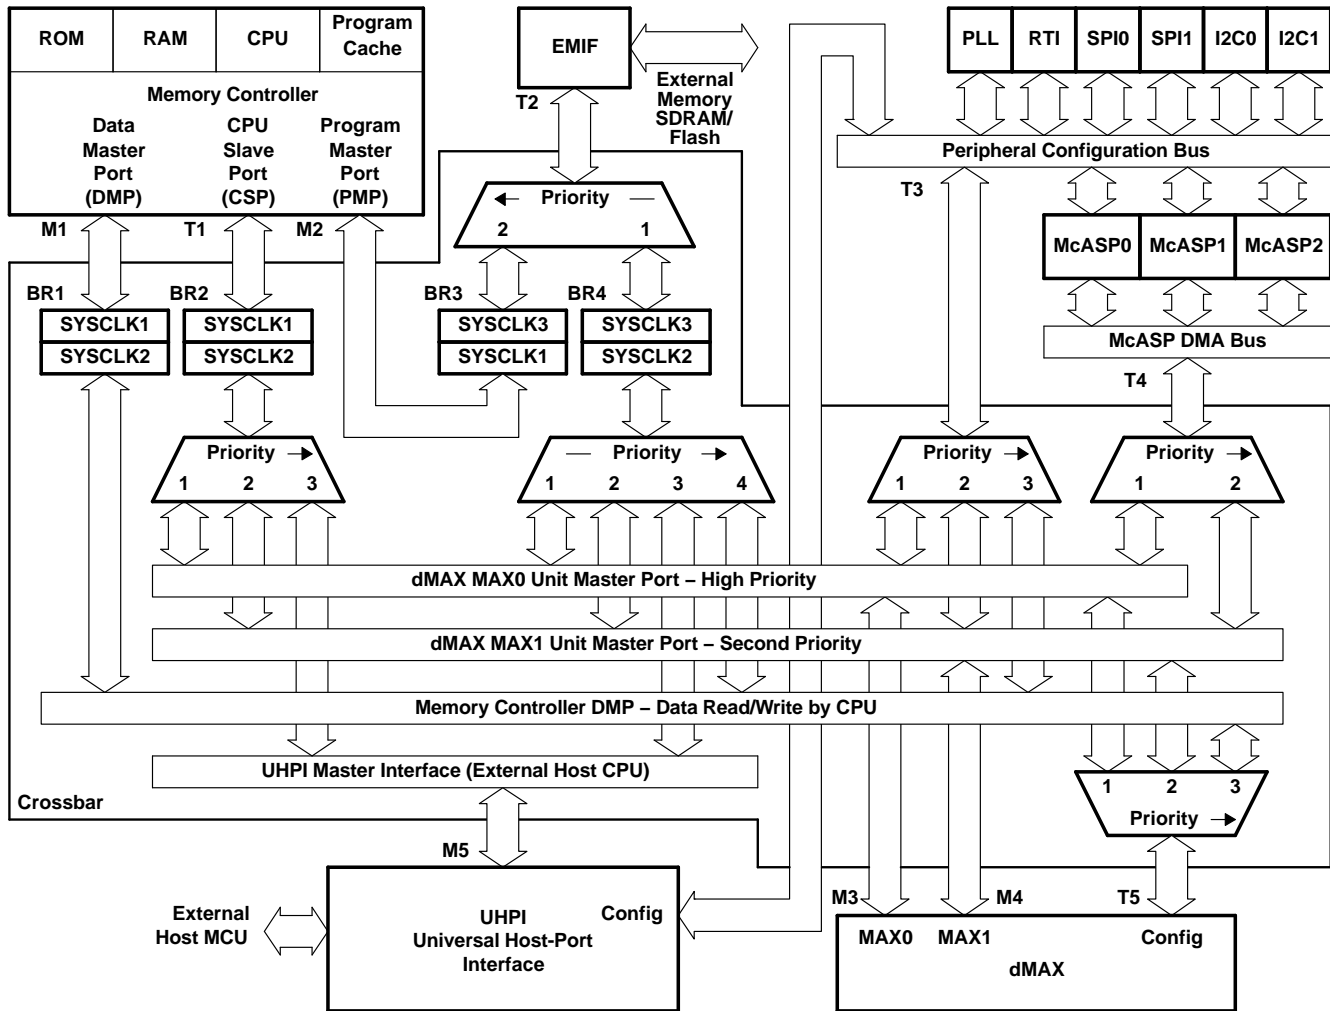 ROM
RAM
CPU
Program
Cache
Memory Controller
Data
Master
Port
(DMP)
CPU
Slave
Port
(CSP)
Program
Master
Port
(PMP)
EMIF
External
Memory
SDRAM/
Flash
PLL
RTI
SPI0
SPI1
I2C0
I2C1
Peripheral Configuration Bus
T2
T3
M1
T1
M2
Priority
2
1
McASP0
McASP1
McASP2
BR1
BR2
BR3
BR4
SYSCLK1
SYSCLK2
SYSCLK1
SYSCLK2
SYSCLK3
SYSCLK1
SYSCLK3
SYSCLK2
McASP DMA Bus
T4
Priority
1
2
3
Priority
1
2
3
4
Priority
1
2
3
Priority
1
2
dMAX MAX0 Unit Master Port – High Priority
dMAX MAX1 Unit Master Port – Second Priority
Memory Controller DMP – Data Read/Write by CPU
UHPI Master Interface (External Host CPU)
1
2
3
Priority
Crossbar
M5
M3
M4
T5
External
Host MCU
UHPI
Universal Host-Port
Interface
Config
MAX0
MAX1
Config
dMAX